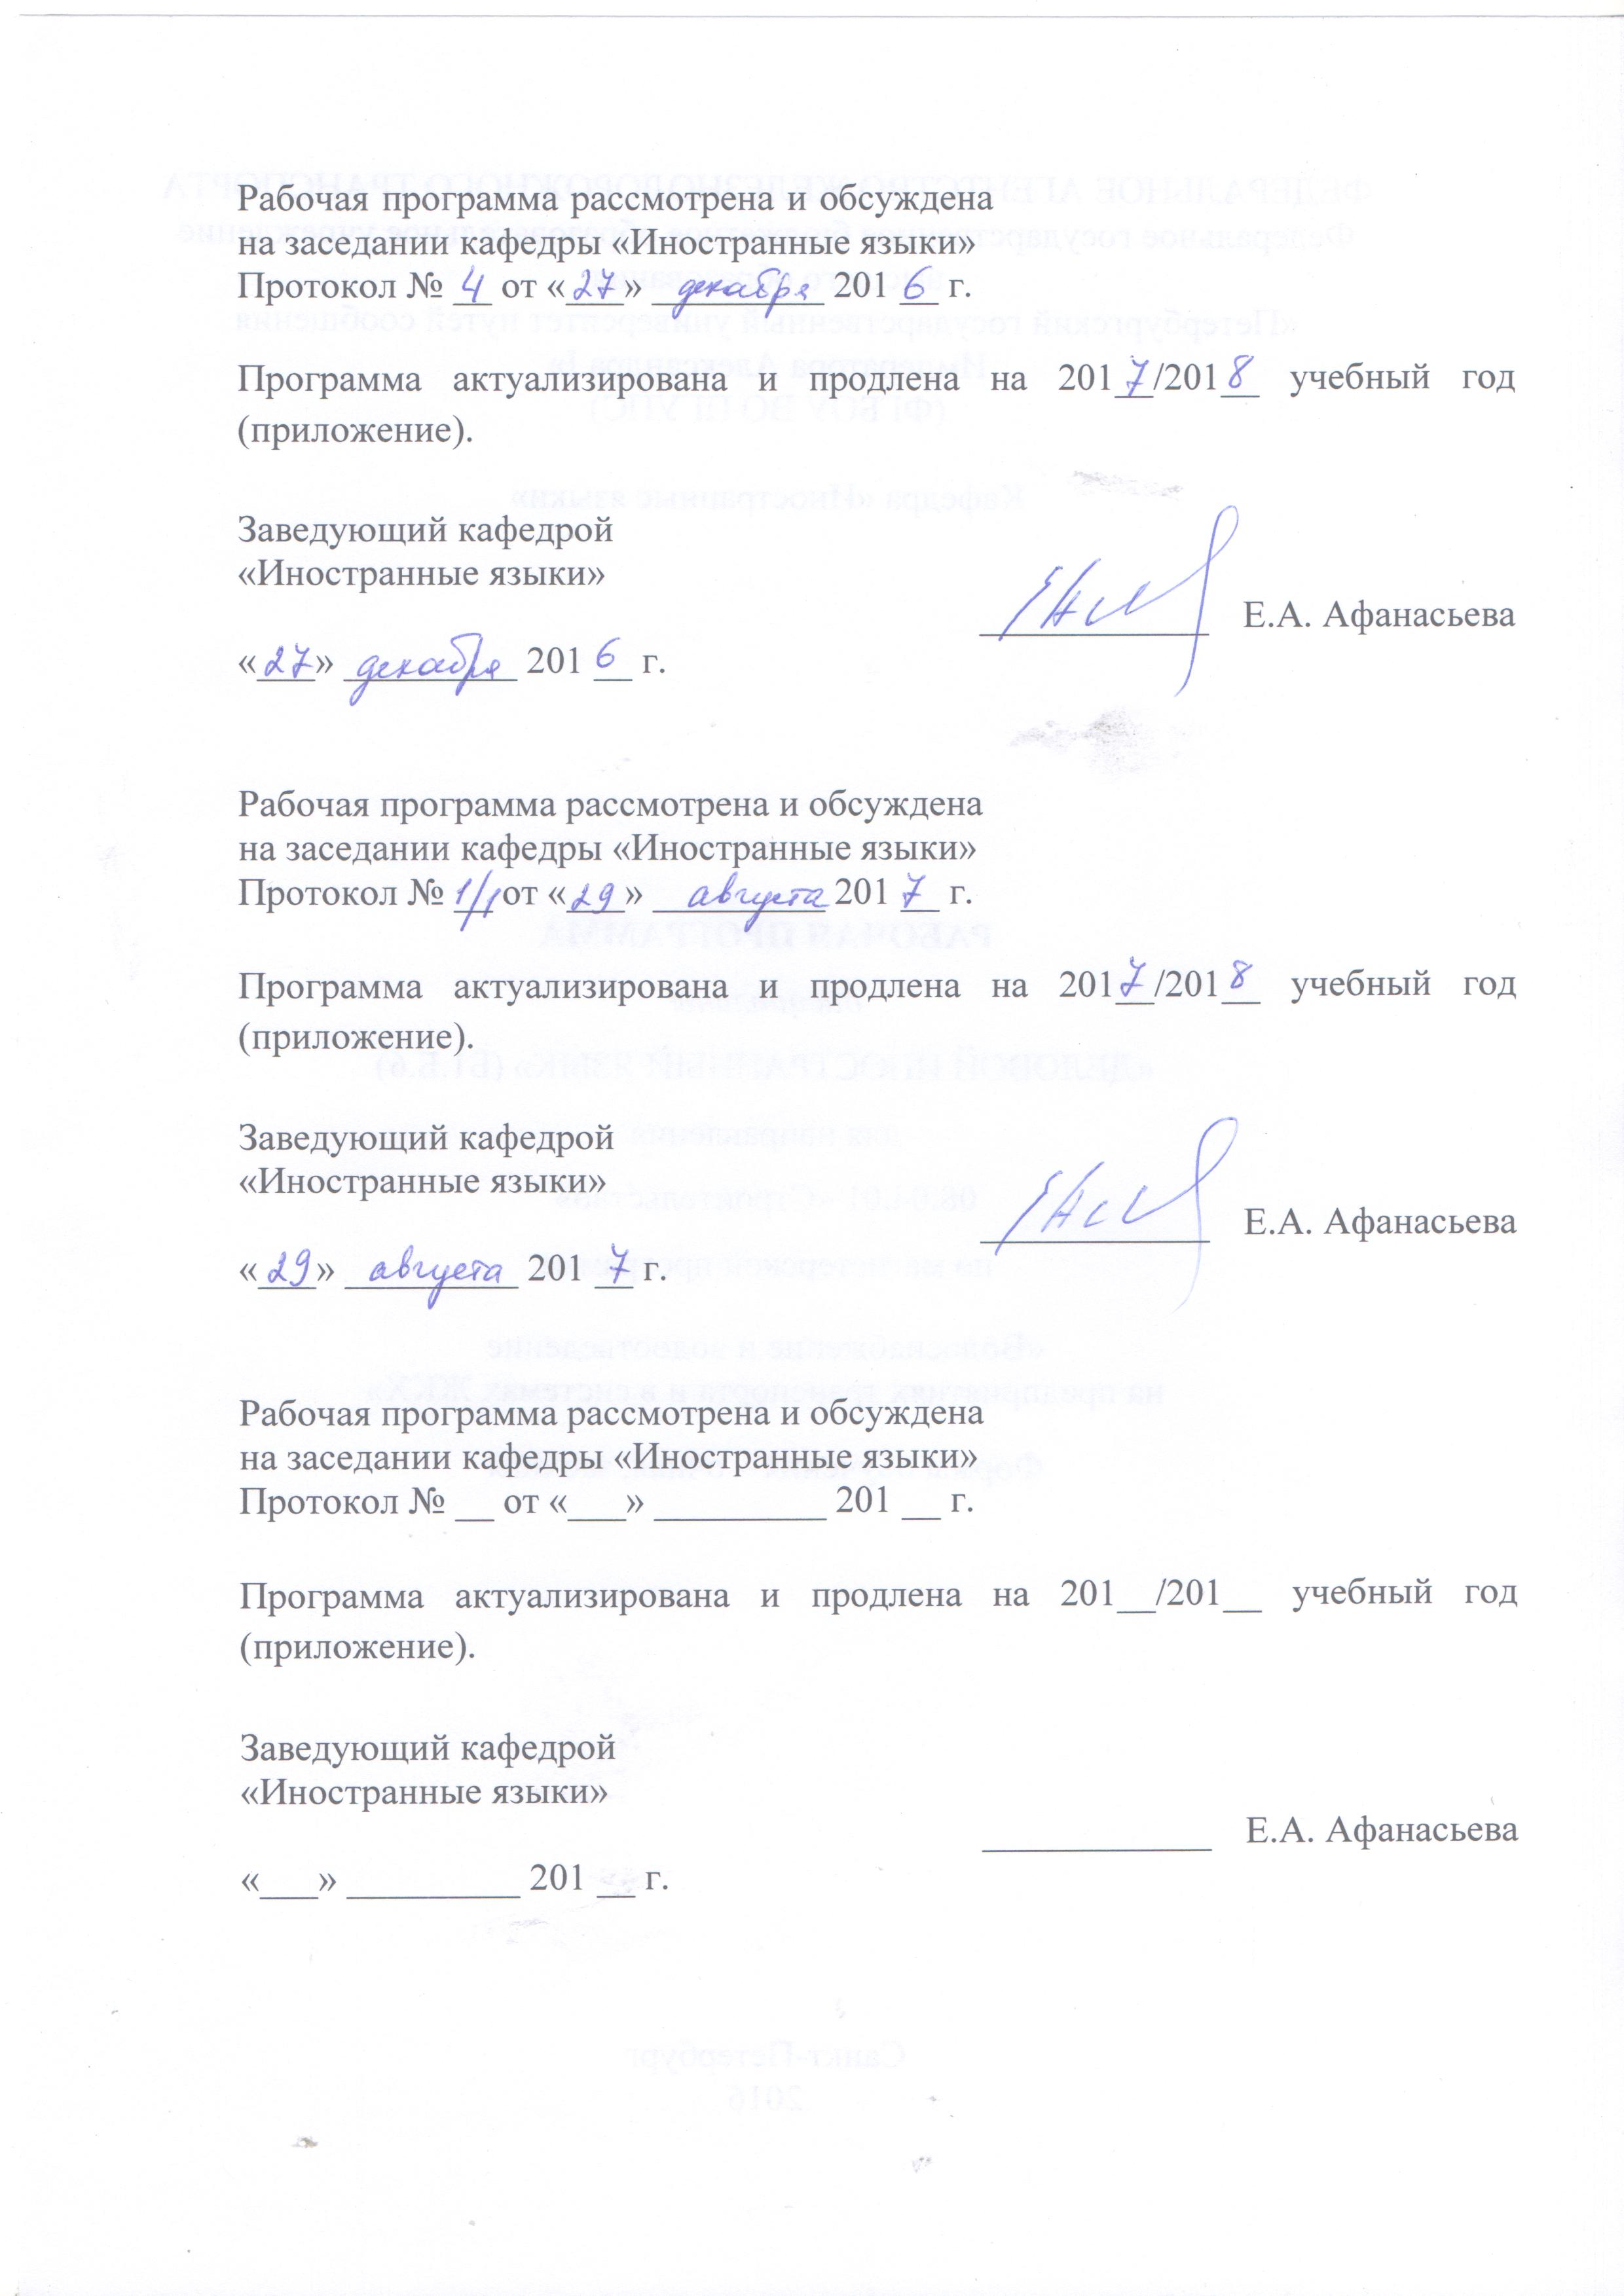 Рабочая программа рассмотрена и обсуждена
на заседании кафедры «Иностранные языки»
Протокол № 4 от «27» декабря 2016 г.
Программа актуализирована и продлена на 2017/2018 учебный год
(приложение).
Заведующий кафедрой
«Иностранные языки»
Е.А. Афанасьева
«27» декабря 2016 г.
Рабочая программа рассмотрена и обсуждена
на заседании кафедры «Иностранные языки»
Протокол № 1/1 от «29» августа 2017 г.
Программа актуализирована и продлена на 2017/2018 учебный год
(приложение).
Заведующий кафедрой
«Иностранные языки»
Е.А. Афанасьева
«29» августа 2017 г.
Рабочая программа рассмотрена и обсуждена
на заседании кафедры «Иностранные языки»
Протокол № __ от «___» _________ 201 __ г.
Программа актуализирована и продлена на 201__/201__ учебный год
(приложение).
Заведующий кафедрой
«Иностранные языки»
____________ Е.А. Афанасьева
«___» _________ 201 __ г.